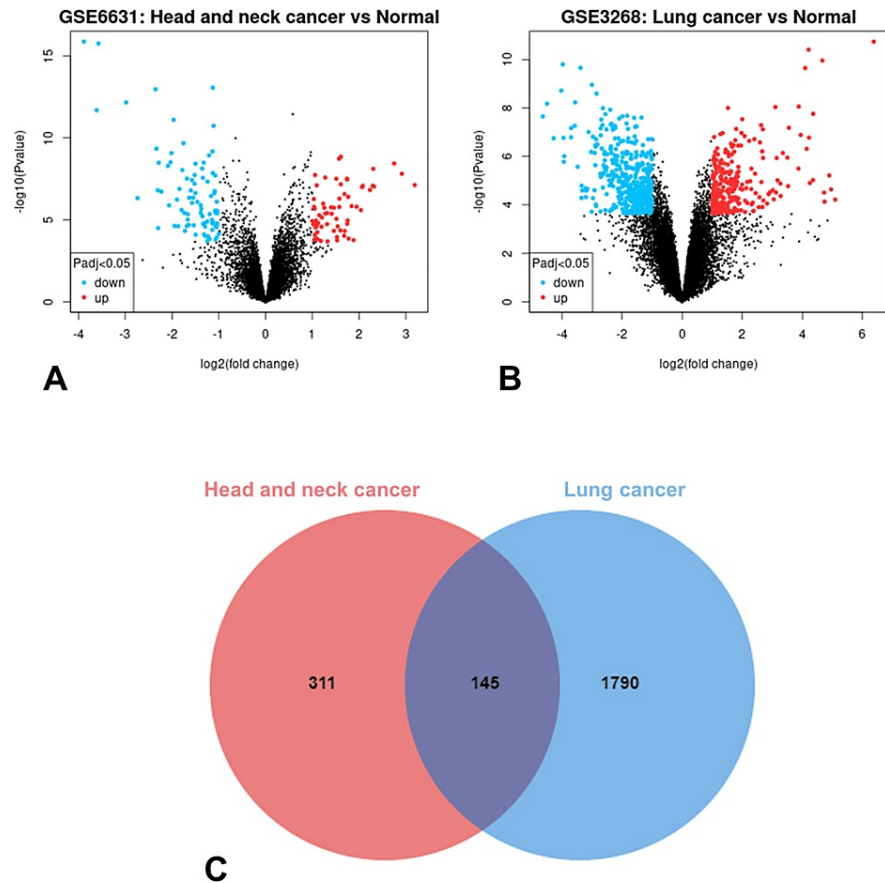 GSE6631: Head and neck cancer vs Normal
-log10(Pvalue)
15
10
5
0
Padj<0.05
down
up
-4 -3 -2 -1 0 1 2 3
log2(fold change)
A
GSE3268: Lung cancer vs Normal
-log10(Pvalue)
10
8
6
4
2
0
Padj<0.05
down
up
-4 -2 0 2 4 6
log2(fold change)
B
Head and neck cancer
Lung cancer
311 145 1790
C